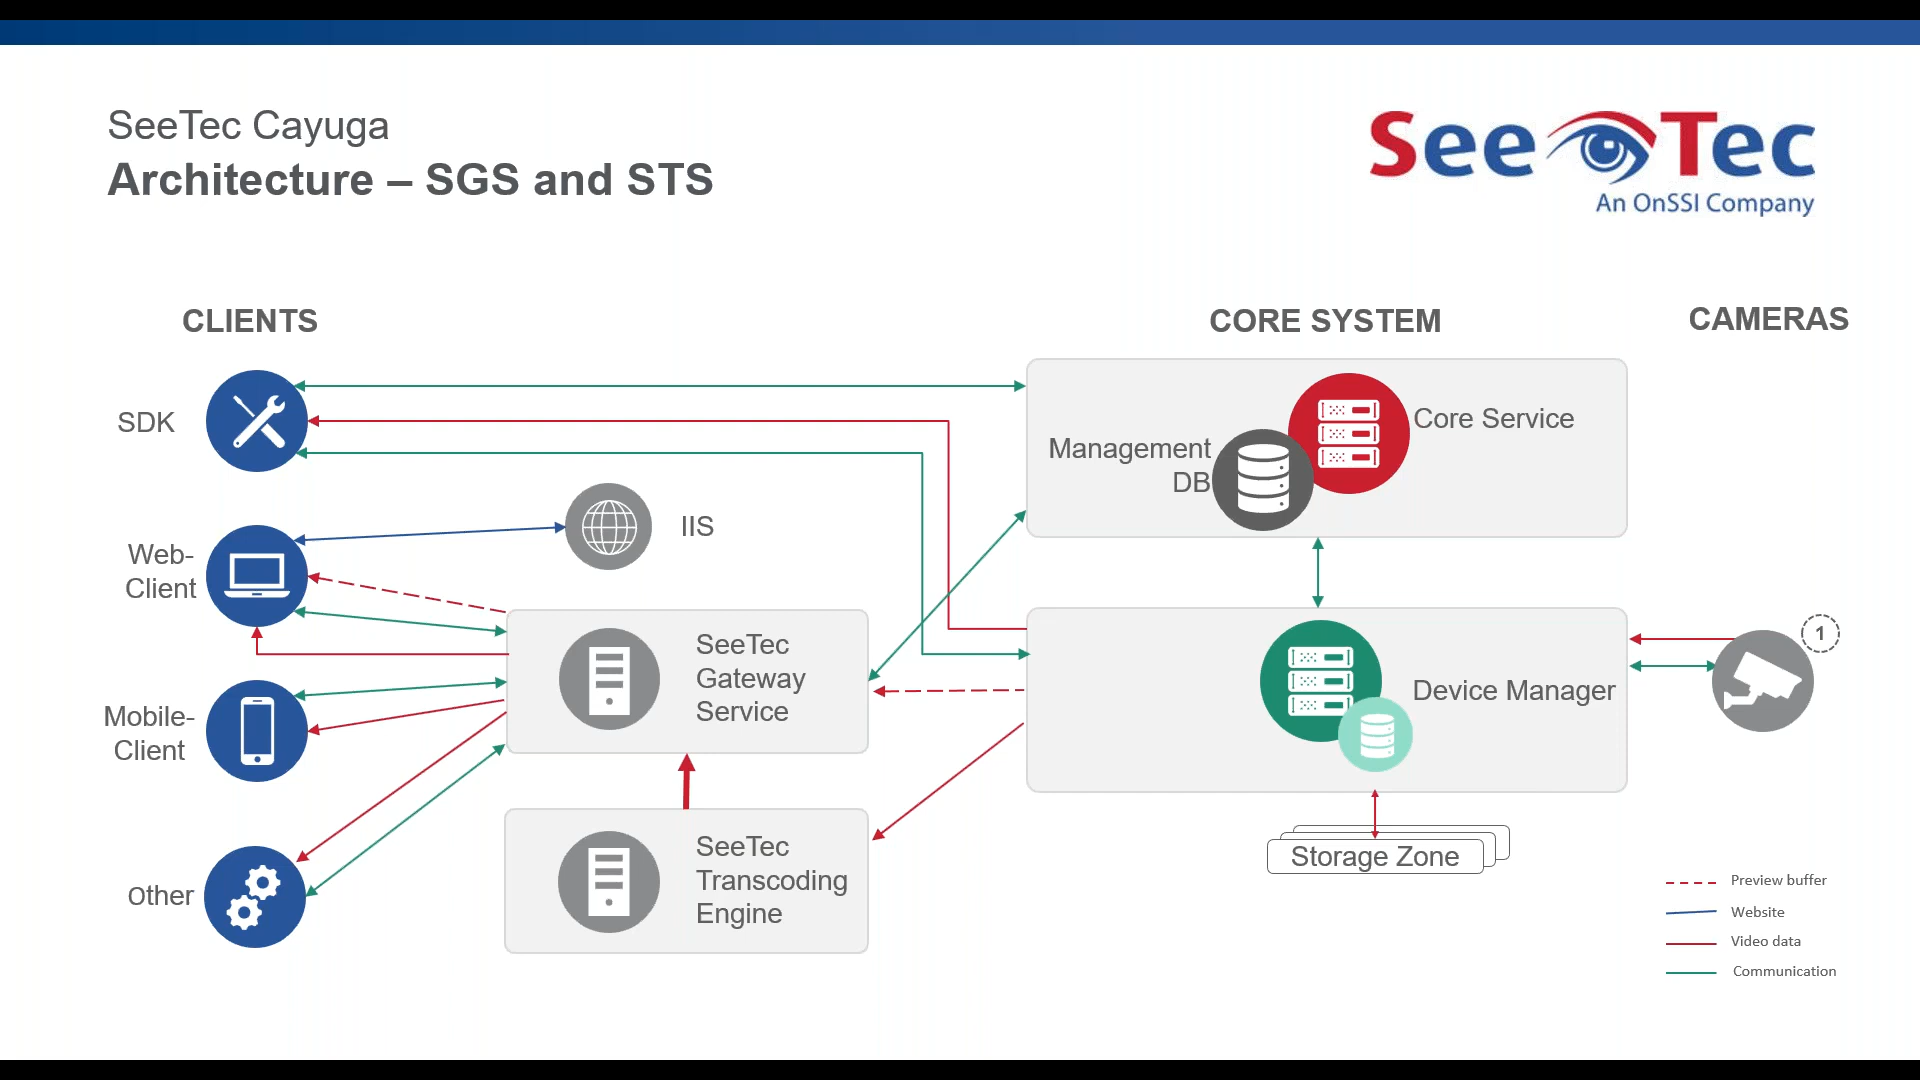 SeeTec Cayuga
Architecture – SGS and STS
See Tec
An OnSSI Company
CLIENTS
CORE SYSTEM
CAMERAS
SDK
Core Service
Management
DB
IIS
Web-
Client
1
SeeTec
Gateway
Service
Device Manager
Mobile-
Client
SeeTec
Transcoding
Engine
Storage Zone
Other
Preview buffer
Website
Video data
Communication